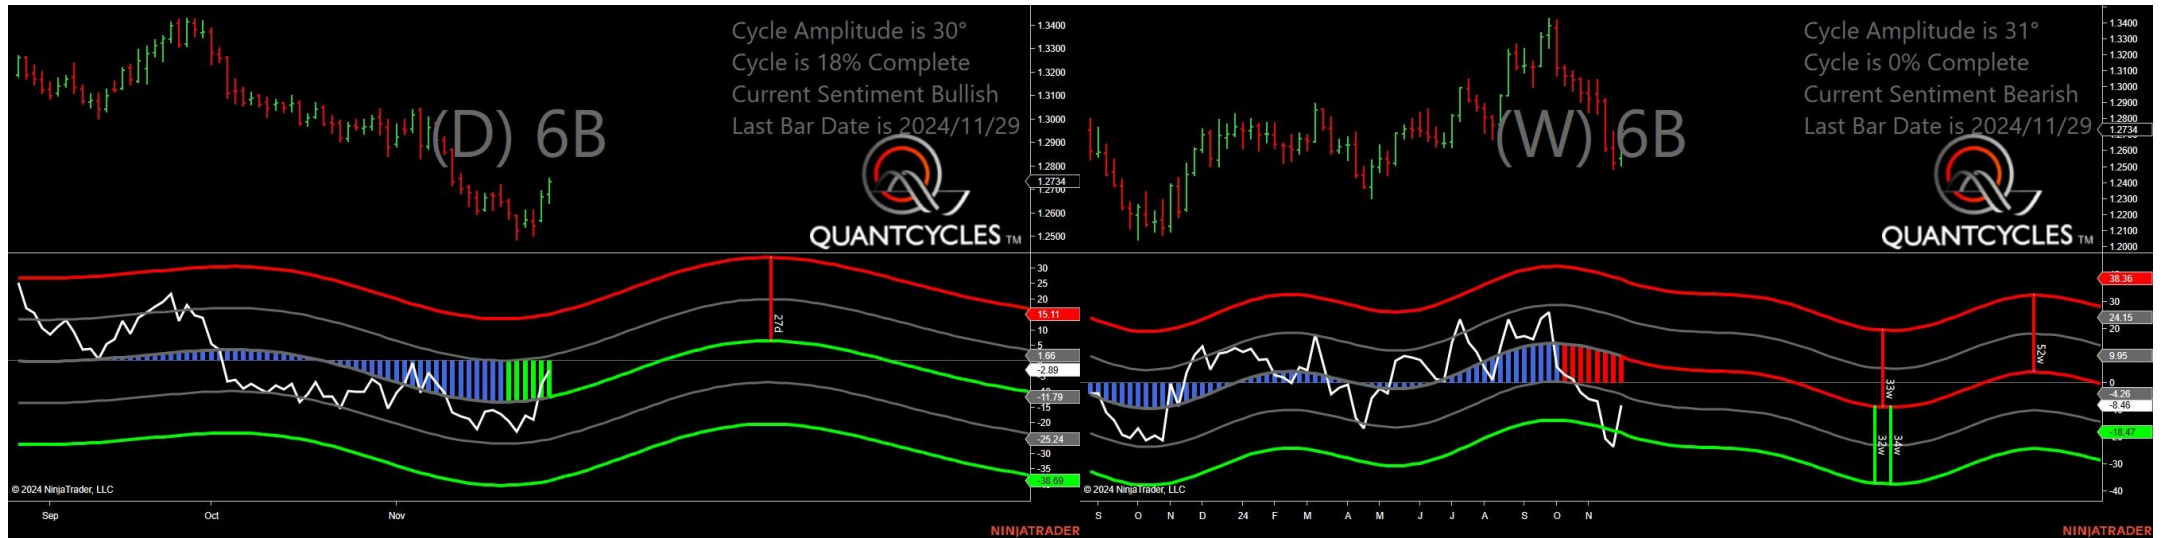 Cycle Amplitude is 30°
Cycle is 18% Complete
Current Sentiment Bullish
Last Bar Date is 2024/11/29
(D) 6B
QUANTCYCLES TM
1.3400
1.3200
1.3100
1.3000
1.2900
1.2800
1.2734
1.2700
1.2600
1.2500
30
25
20
15.11
10
5
1.66
-2.89
-11.79
-15
-25.24
-30
-35
-38.69
27d
© 2024 NinjaTrader, LLC
Sep Oct Nov
NINJATRADER
Cycle Amplitude is 31°
Cycle is 0% Complete
Current Sentiment Bearish
Last Bar Date is 2024/11/29
(W) 6B
QUANTCYCLES TM
1.3400
1.3300
1.3200
1.3100
1.3000
1.2900
1.2800
1.2734
1.2600
1.2500
1.2400
1.2300
1.2200
1.2100
1.2000
38.36
30
24.15
20
9.95
0
-4.26
-8.46
-18.47
-30
-40
33w
52w
32w
34w
© 2024 NinjaTrader, LLC
S O N D 24 F M A M J J A S O N
NINJATRADER